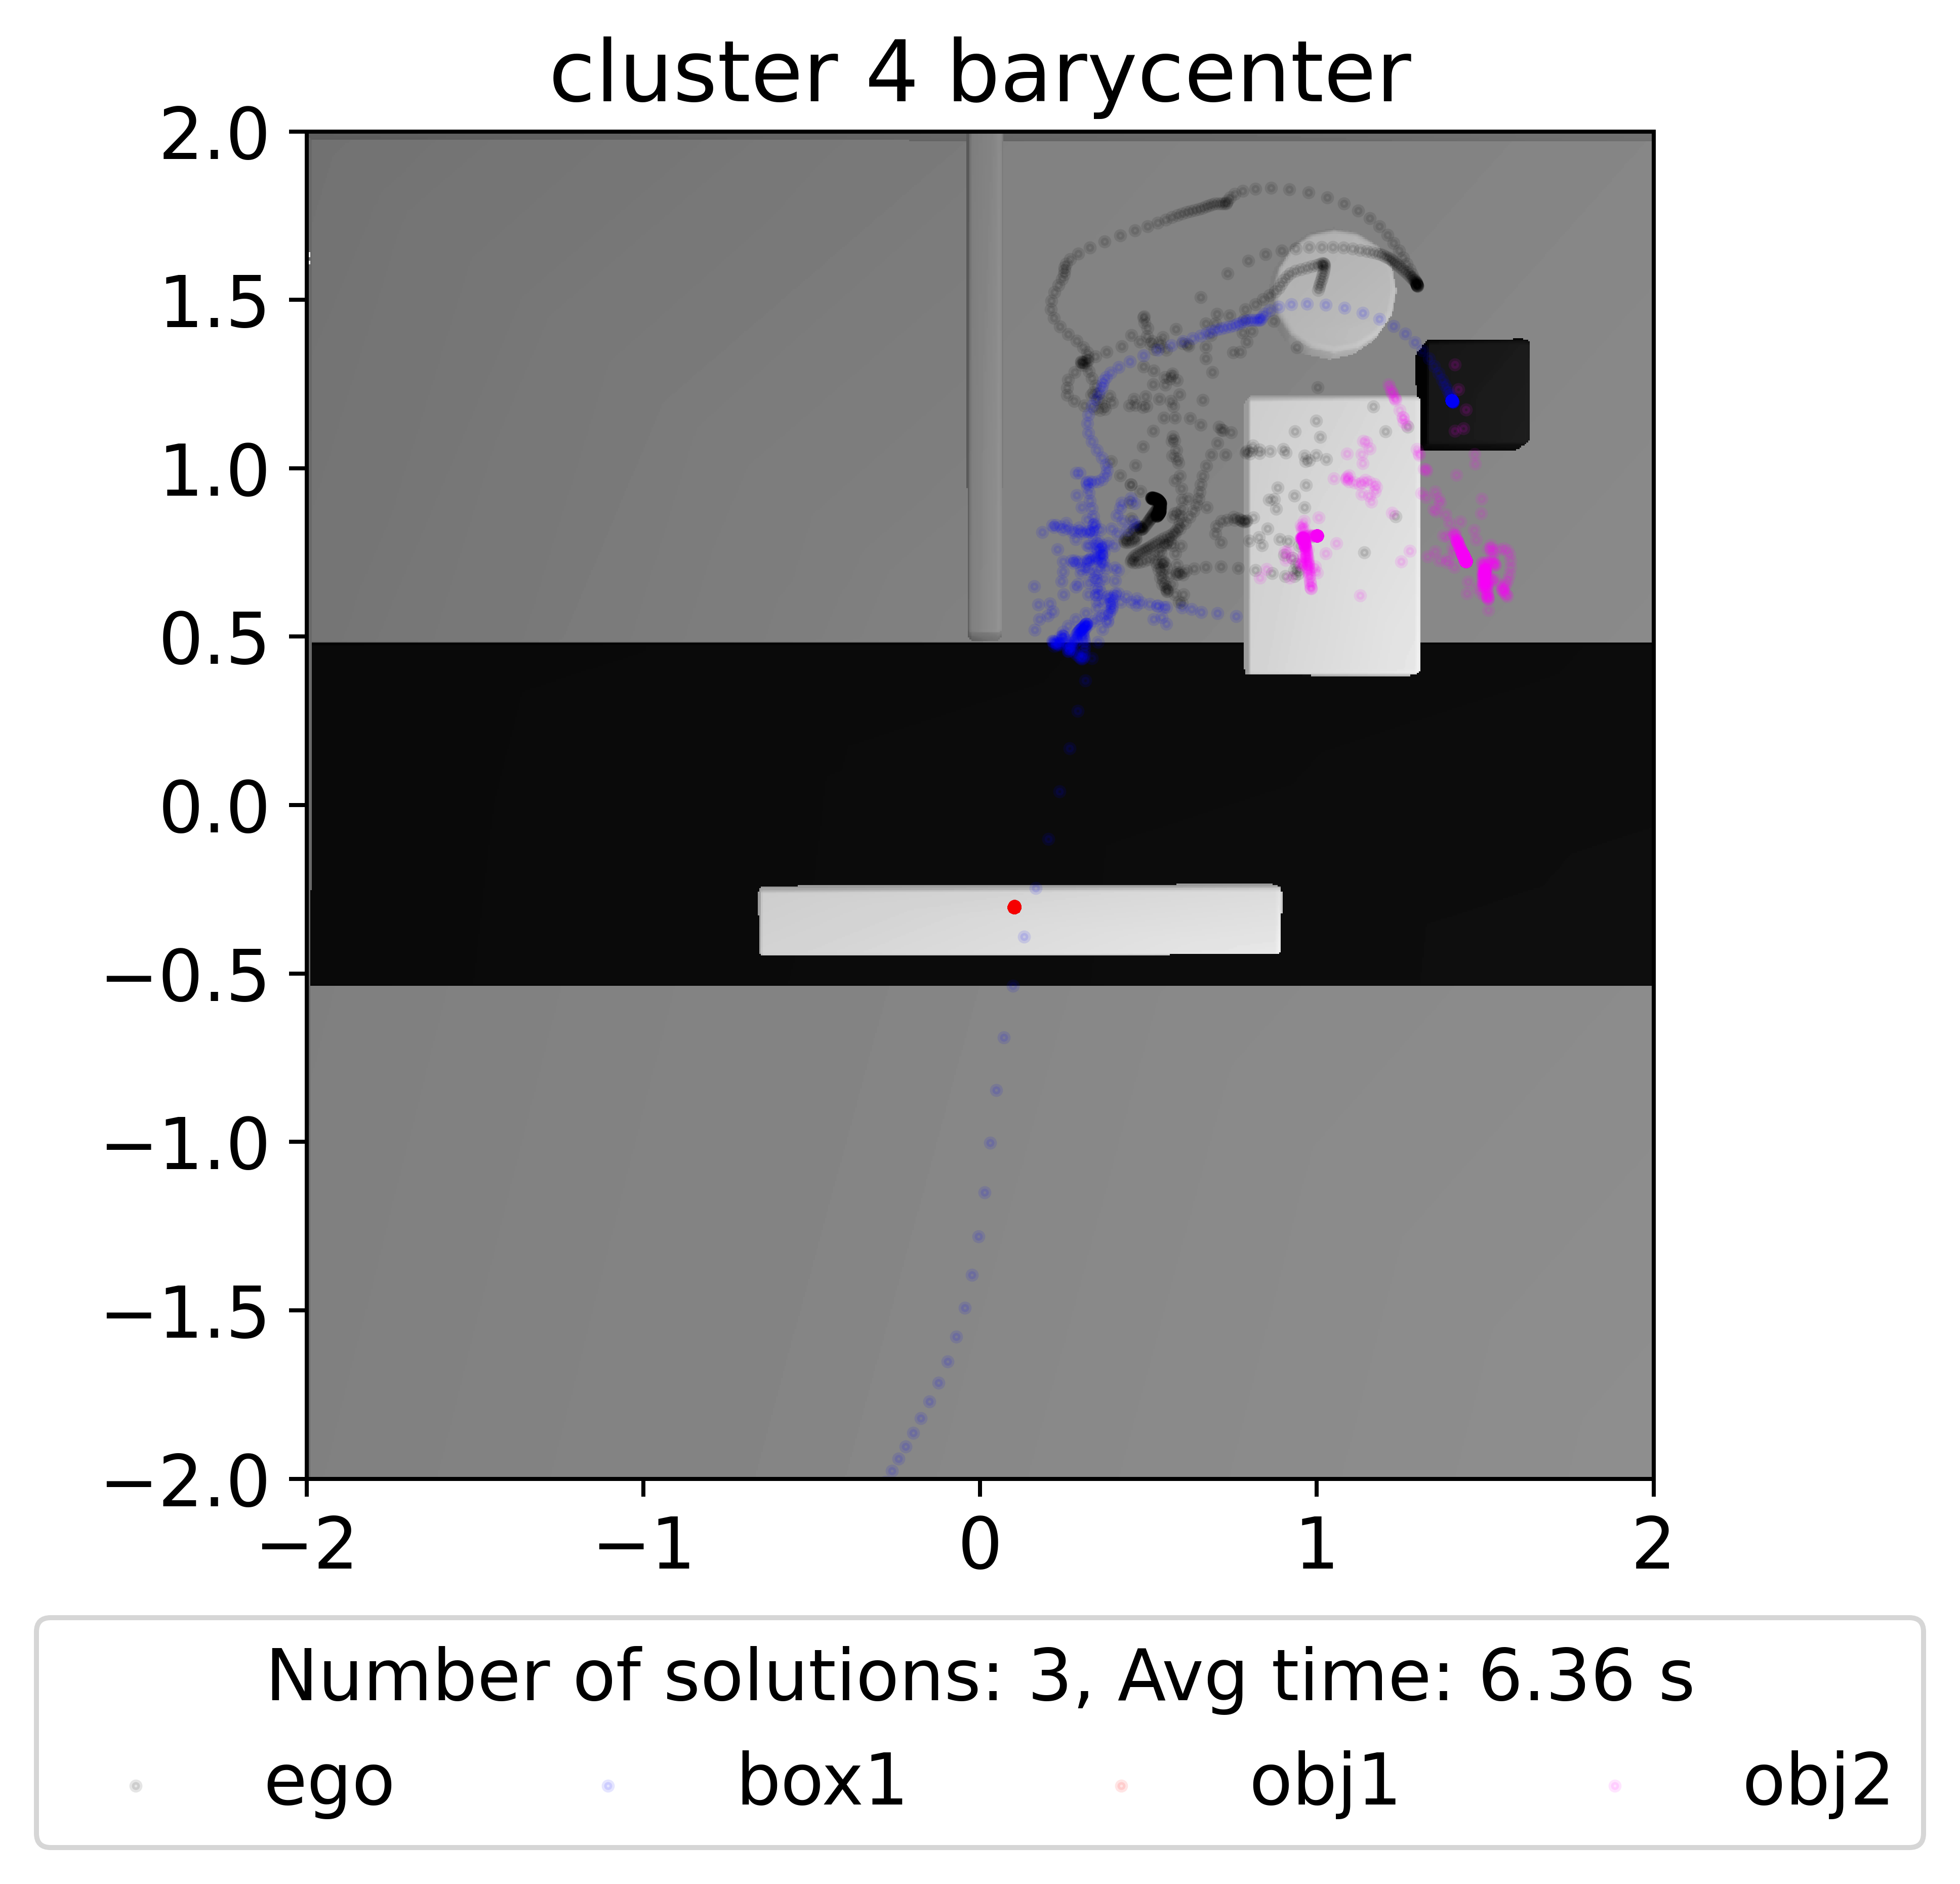 cluster 4 barycenter
2.0
1.5
1.0
0.5
0.0
−0.5
−1.0
−1.5
−2.0
−2 −1 0 1 2
Number of solutions: 3, Avg time: 6.36 s
ego box1 obj1 obj2